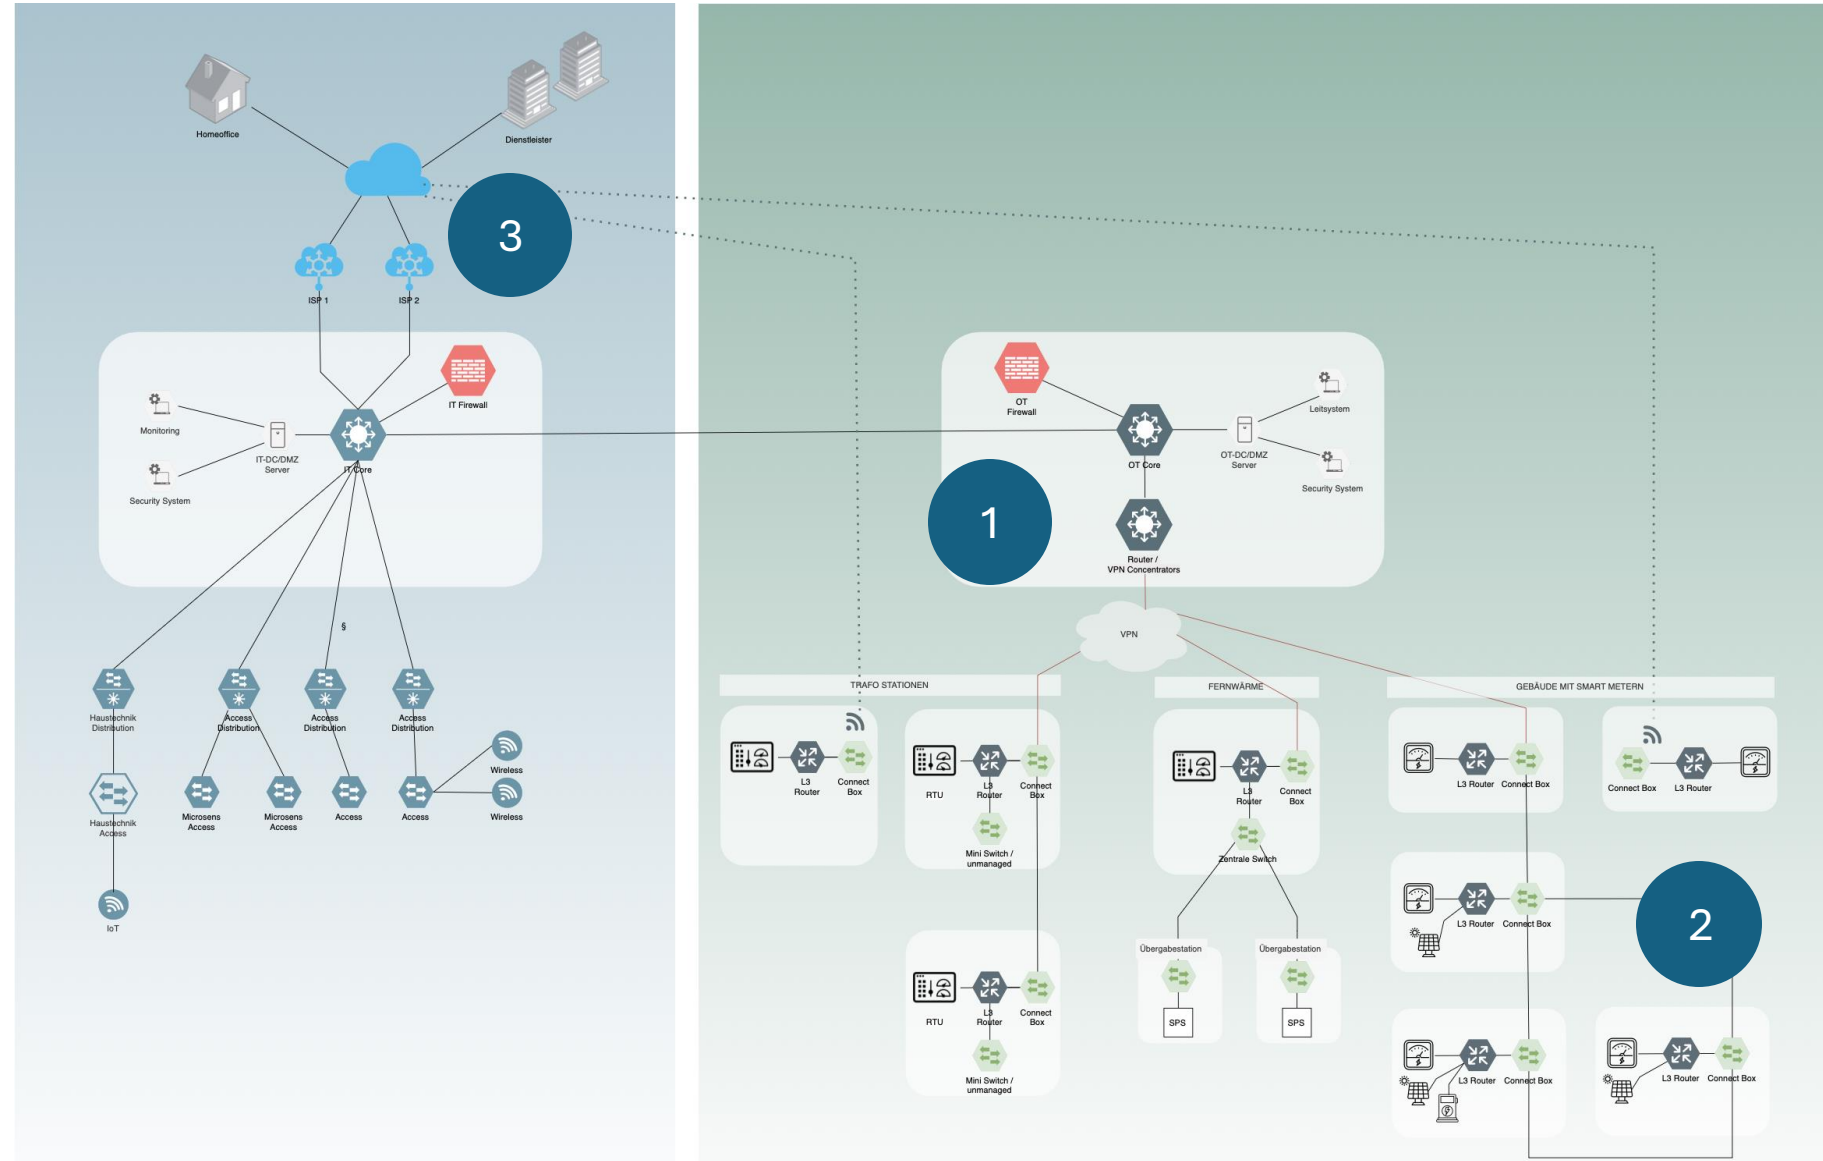 Homeoffice
Dienstleister
3
ISP 1
ISP 2
IT Firewall
Monitoring
IT-DC/DMZ
Server
IT Core
Security System
OT
Firewall
Leitsystem
OT Core
OT-DC/DMZ
Server
Security System
1
Router /
VPN Concentrators
§
VPN
Haustechnik
Distribution
Access
Distribution
Access
Distribution
Access
Distribution
Wireless
Haustechnik
Access
Microsens
Access
Microsens
Access
Access
Access
Wireless
IoT
TRAFO STATIONEN
FERNWÄRME
GEBÄUDE MIT SMART METERN
L3
Router
Connect
Box
RTU
L3
Router
Connect
Box
Mini Switch /
unmanaged
L3
Router
Connect
Box
Zentrale Switch
L3 Router
Connect Box
Connect Box
L3 Router
L3 Router
Connect Box
2
Übergabestation
Übergabestation
SPS
SPS
RTU
L3
Router
Connect
Box
Mini Switch /
unmanaged
L3 Router
Connect Box
L3 Router
Connect Box